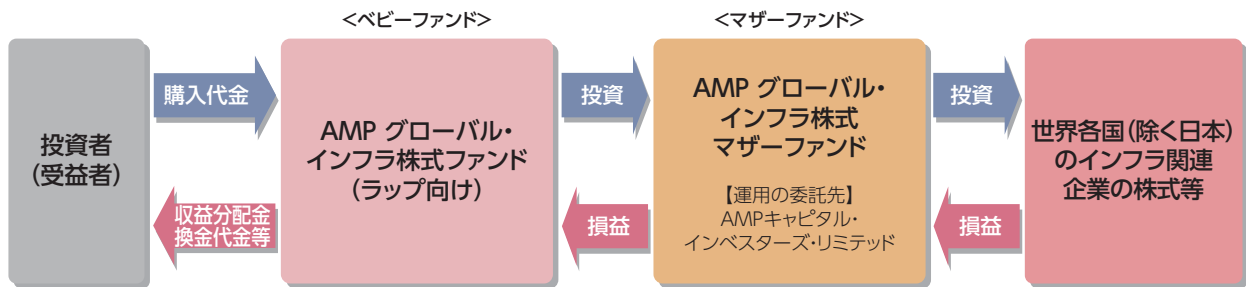 <ベビーファンド>
<マザーファンド>
投資者
(受益者)
購入代金
収益分配金
換金代金等
AMP グローバル・
インフラ株式ファンド
(ラップ向け)
投資
損益
AMP グローバル・
インフラ株式
マザーファンド
【運用の委託先】
AMPキャピタル・
インベスターズ・リミテッド
投資
損益
世界各国(除く日本)
のインフラ関連
企業の株式等